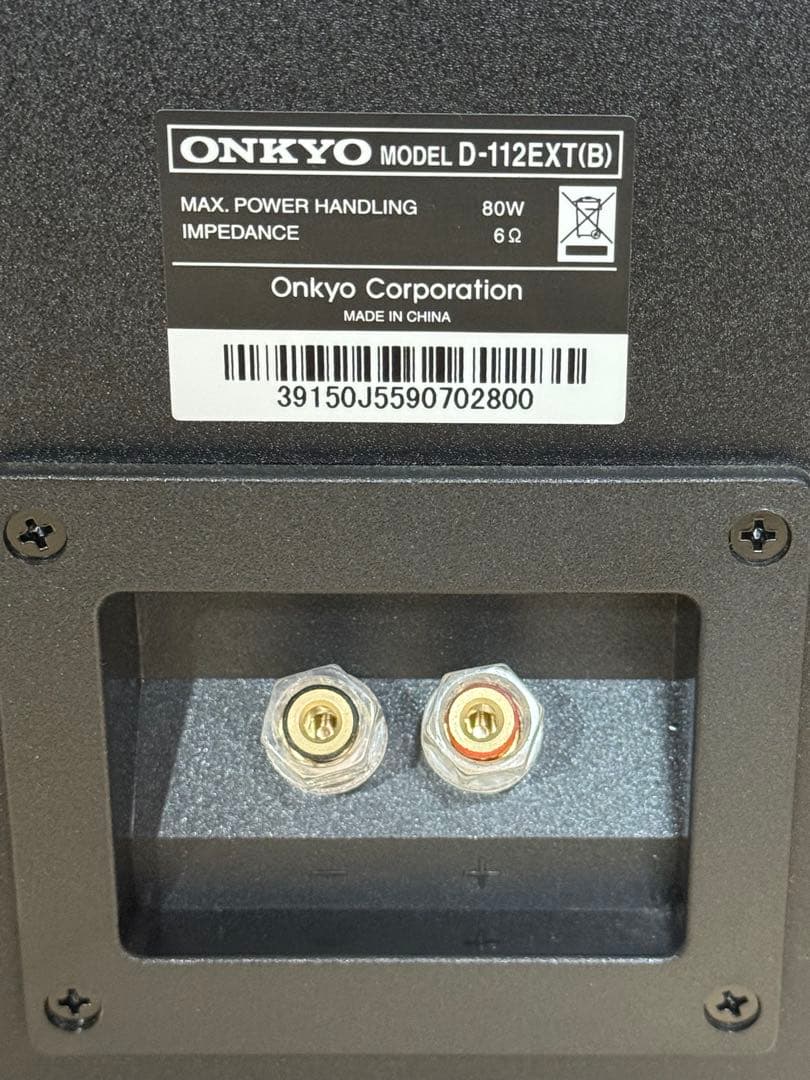 ONKYO MODEL D-112EXT(B)
MAX. POWER HANDLING 80W
IMPEDANCE 6Ω
Onkyo Corporation
MADE IN CHINA
39150J5590702800
− +